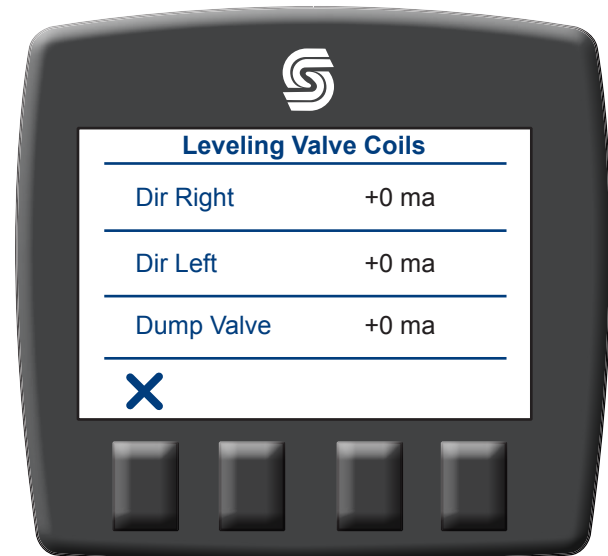 Leveling Valve Coils
Dir Right +0 ma
Dir Left +0 ma
Dump Valve +0 ma